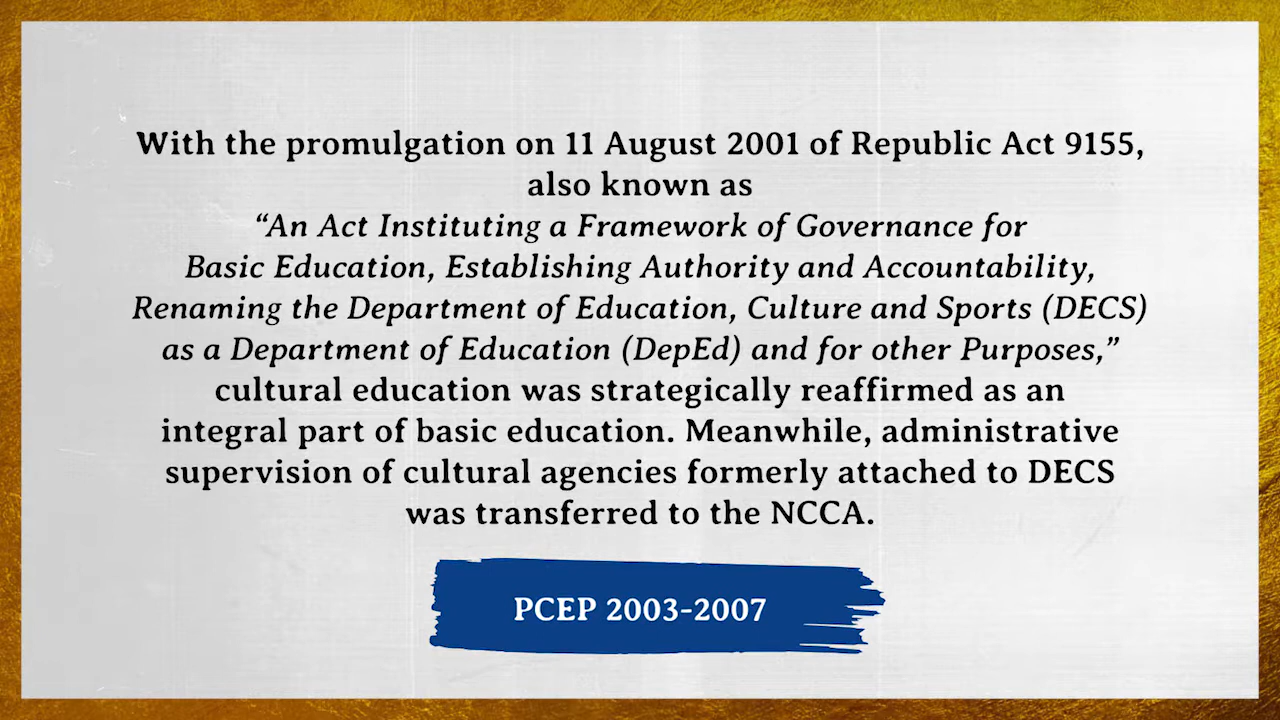 With the promulgation on 11 August 2001 of Republic Act 9155,
also known as
“An Act Instituting a Framework of Governance for
Basic Education, Establishing Authority and Accountability,
Renaming the Department of Education, Culture and Sports (DECS)
as a Department of Education (DepEd) and for other Purposes,”
cultural education was strategically reaffirmed as an
integral part of basic education. Meanwhile, administrative
supervision of cultural agencies formerly attached to DECS
was transferred to the NCCA.
PCEP 2003-2007